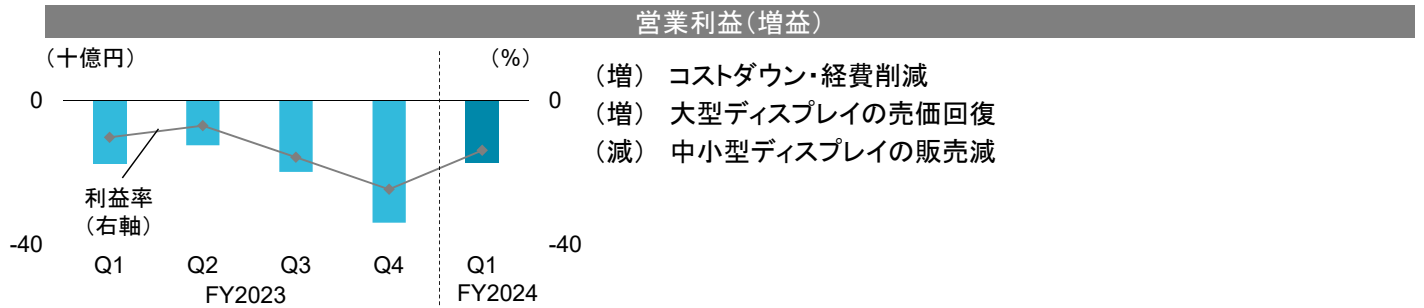 営業利益（増益）
（十億円）
（%）
0
0
利益率
（右軸）
-40
-40
Q1
Q2
Q3
Q4
Q1
FY2023
FY2024
（増） コストダウン・経費削減
（増） 大型ディスプレイの売価回復
（減） 中小型ディスプレイの販売減